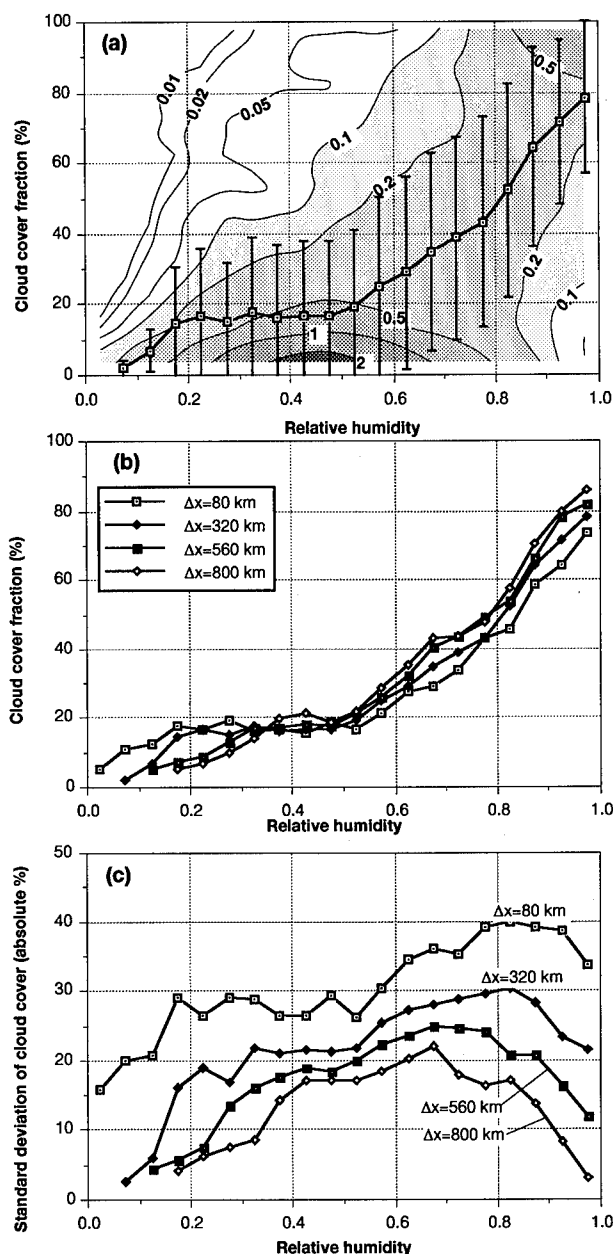 (a)
Cloud cover fraction (%)
100
80
60
40
20
0
0.01
0.02
0.05
0.1
0.2
0.5
0.5
1
2
0.2
0.1
0.0 0.2 0.4 0.6 0.8 1.0
Relative humidity
(b)
Cloud cover fraction (%)
100
80
60
40
20
0
Δx=80 km
Δx=320 km
Δx=560 km
Δx=800 km
0.0 0.2 0.4 0.6 0.8 1.0
Relative humidity
(c)
Standard deviation of cloud cover (absolute %)
50
40
30
20
10
0
Δx=80 km
Δx=320 km
Δx=560 km
Δx=800 km
0.0 0.2 0.4 0.6 0.8 1.0
Relative humidity